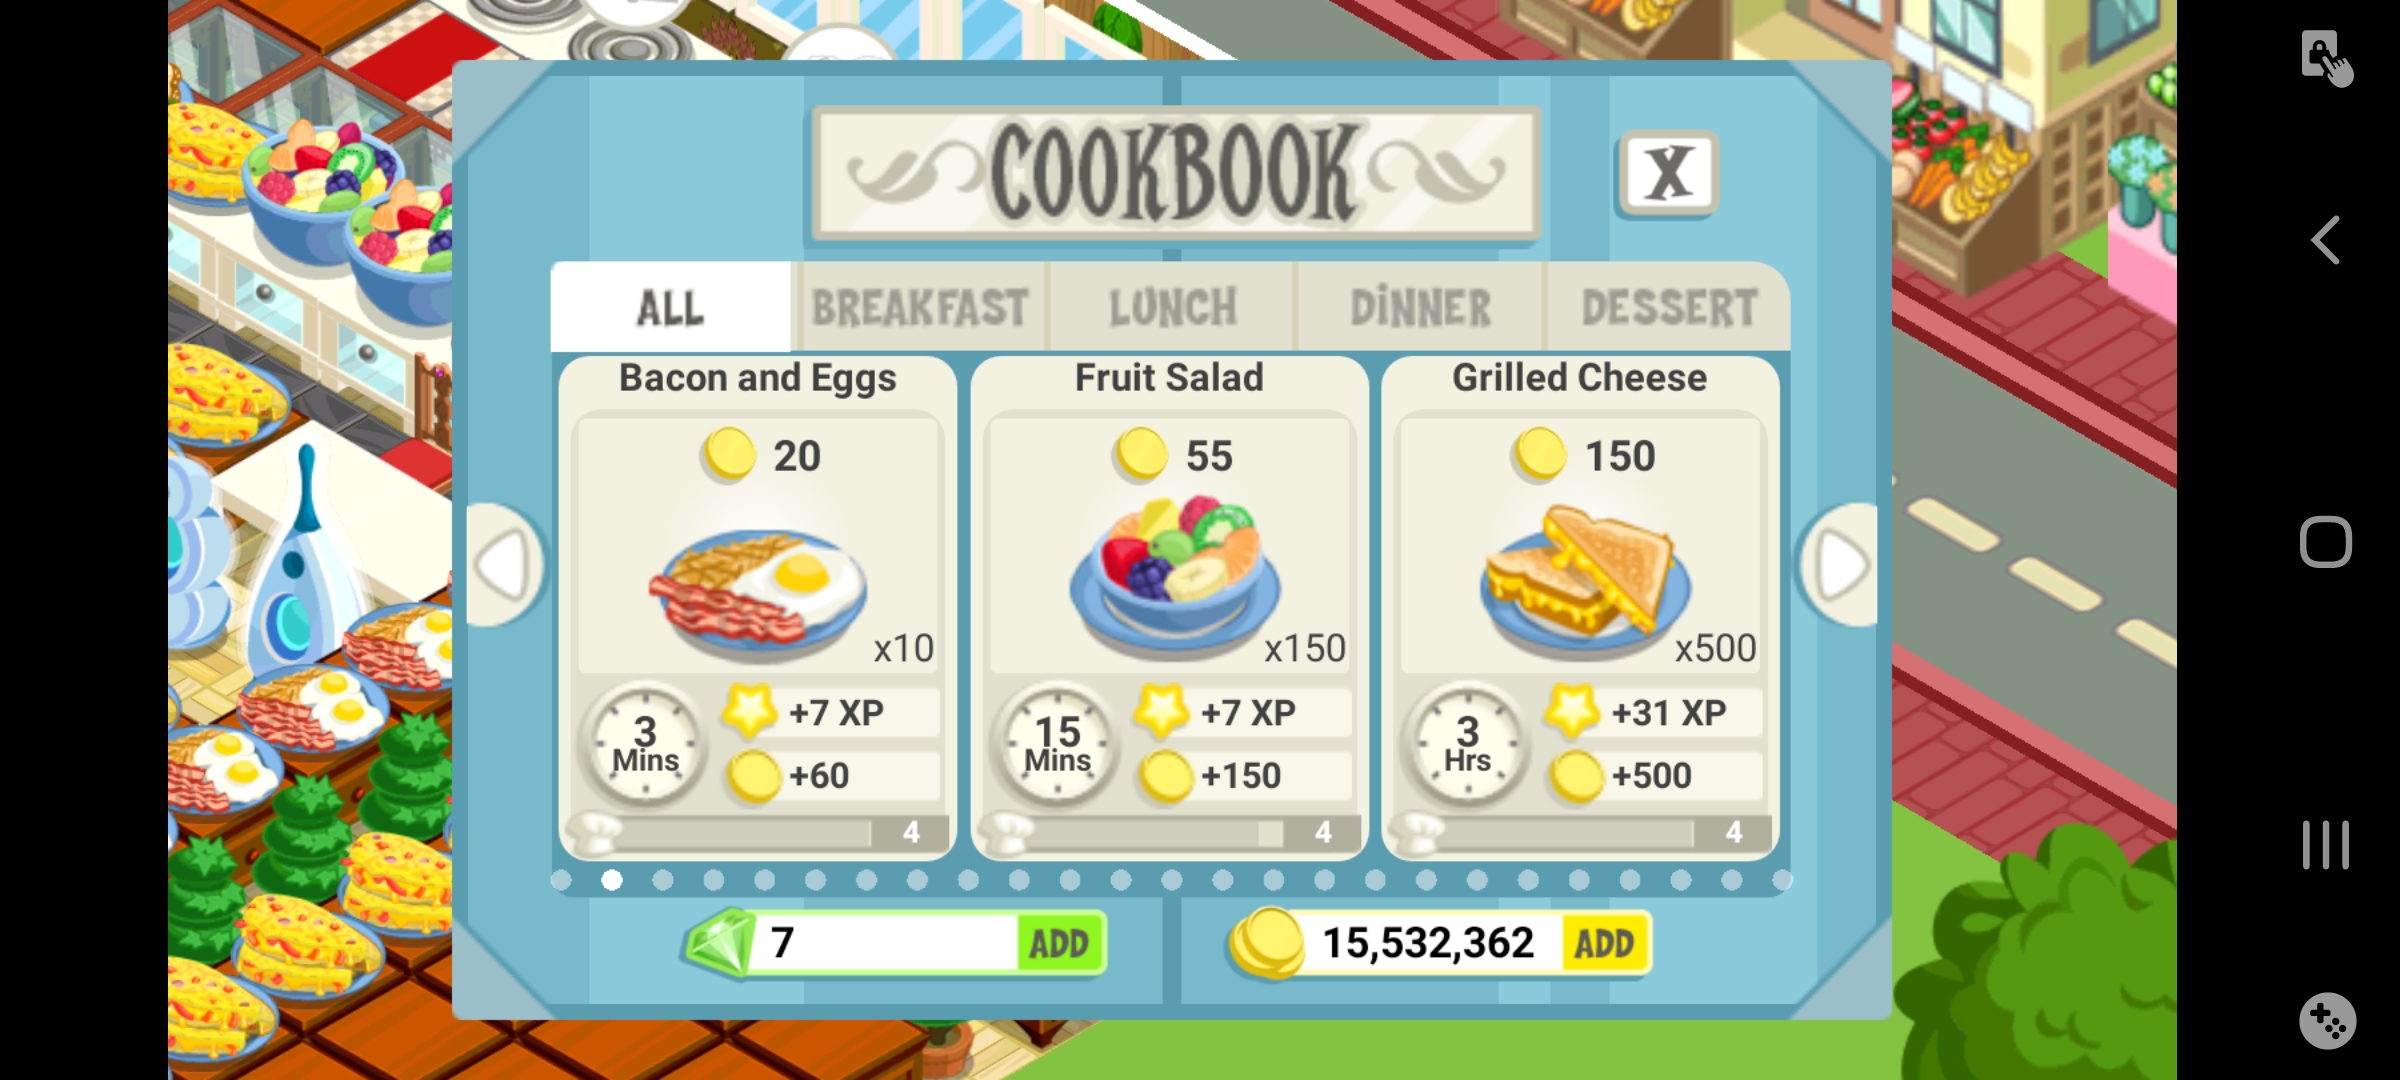 COOKBOOK
X
ALL BREAKFAST LUNCH DINNER DESSERT
Bacon and Eggs
20
x10
3
Mins
+7 XP
+60
4
Fruit Salad
55
x150
15
Mins
+7 XP
+150
4
Grilled Cheese
150
x500
3
Hrs
+31 XP
+500
4
7 ADD
15,532,362 ADD